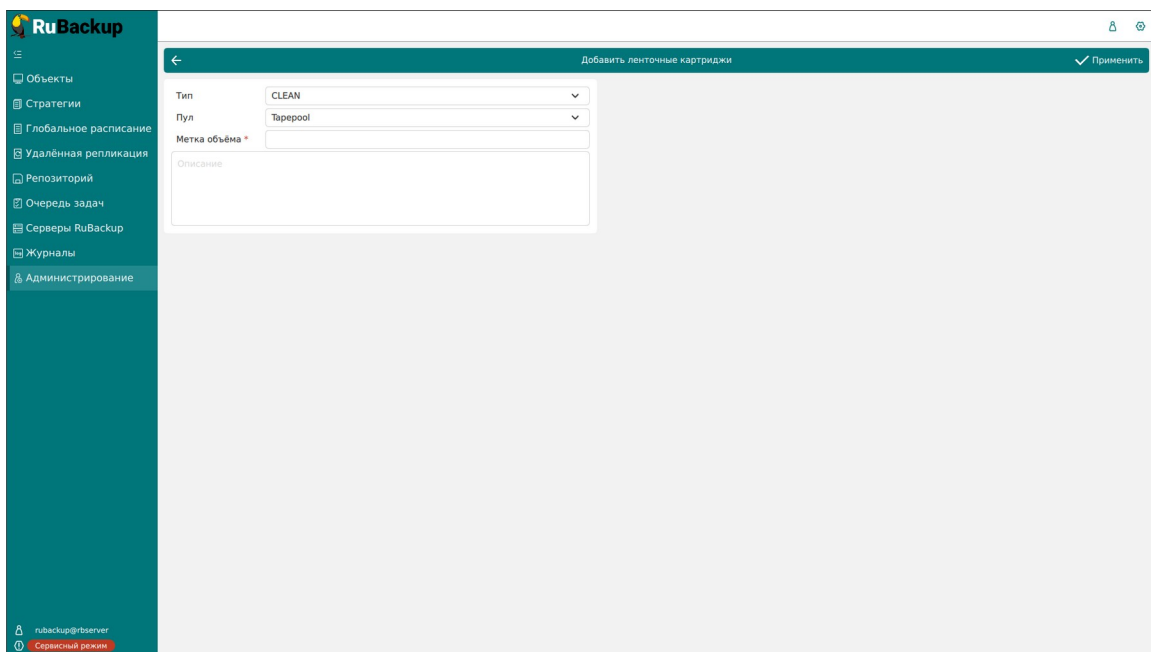 RuBackup
Объекты
Стратегии
Глобальное расписание
Удалённая репликация
Репозиторий
Очередь задач
Серверы RuBackup
Журналы
Администрирование
Добавить ленточные картриджи
Применить
Тип CLEAN
Пул Tapepool
Метка объёма *
Описание
rubackup@rbserver
Сервисный режим